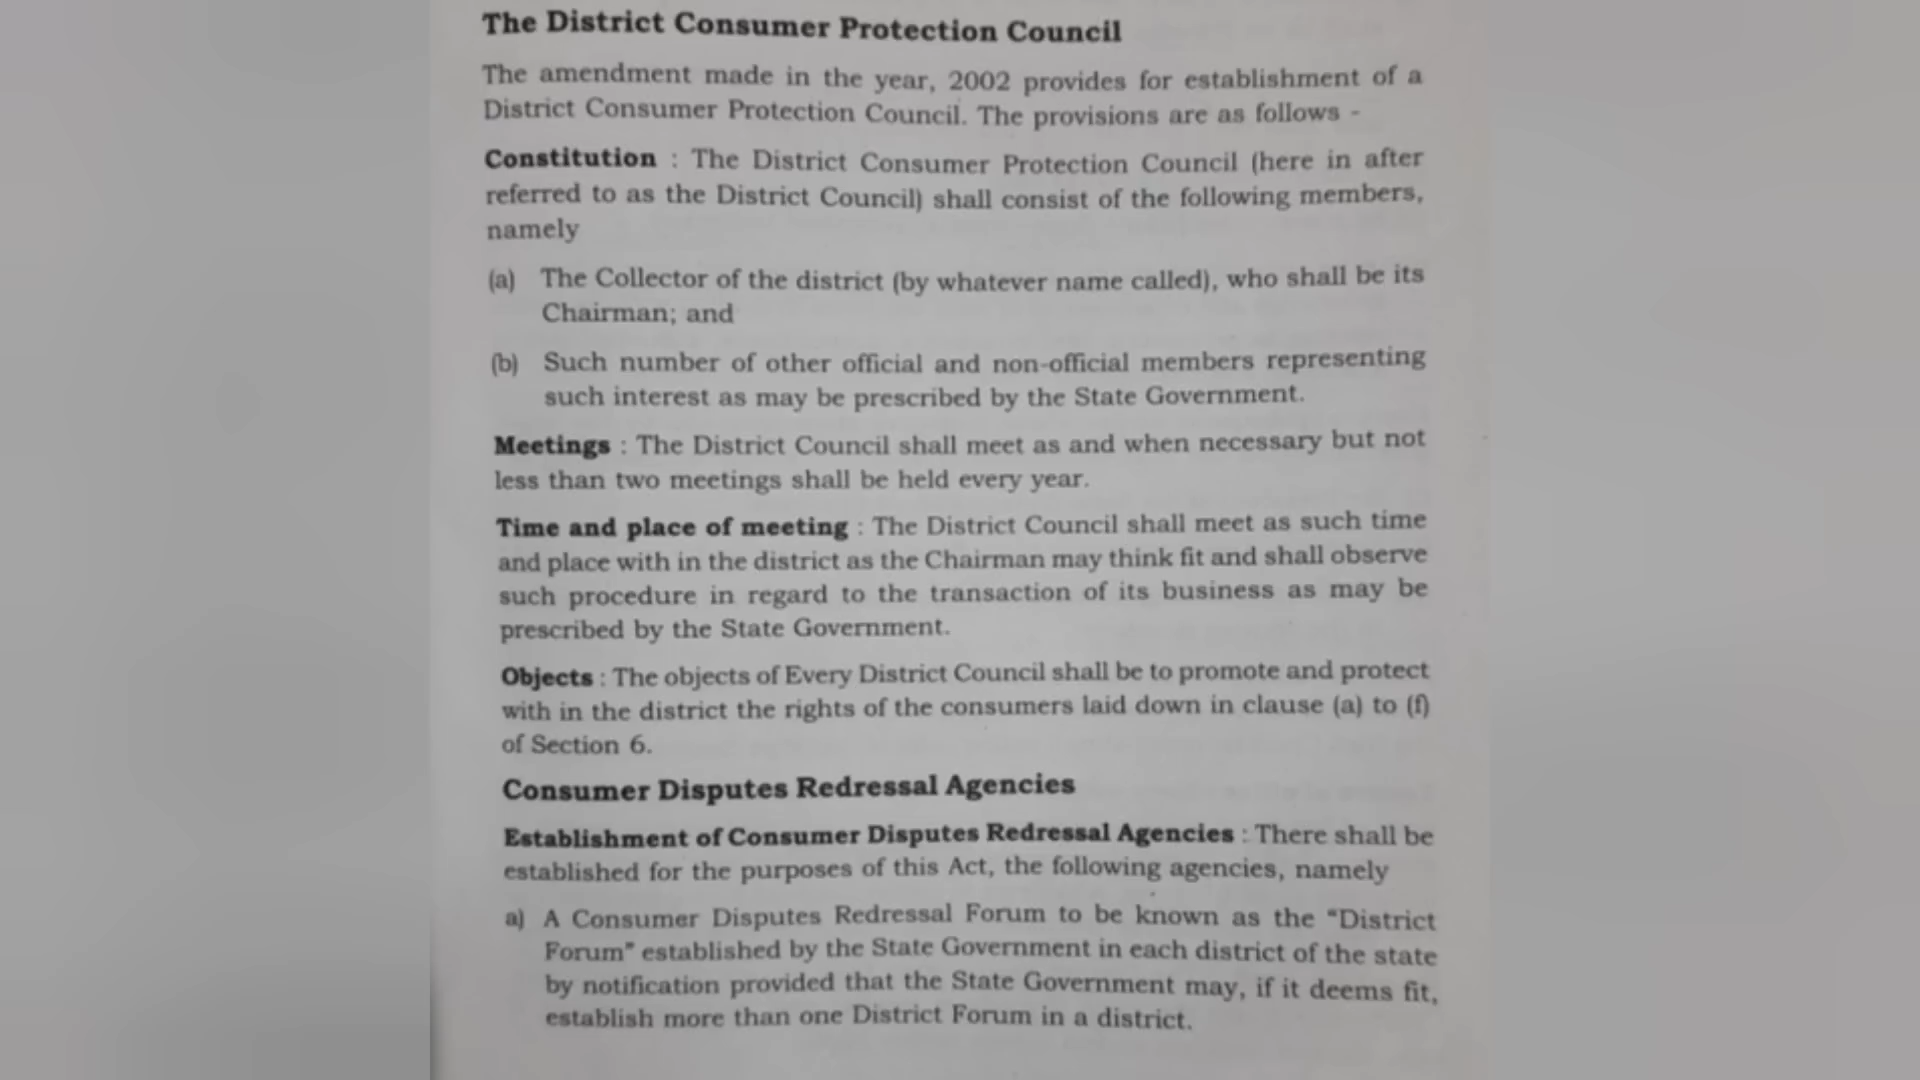 The District Consumer Protection Council
The amendment made in the year, 2002 provides for establishment of a
District Consumer Protection Council. The provisions are as follows -
Constitution : The District Consumer Protection Council (here in after
referred to as the District Council) shall consist of the following members,
namely
(a) The Collector of the district (by whatever name called), who shall be its
Chairman; and
(b) Such number of other official and non-official members representing
such interest as may be prescribed by the State Government.
Meetings : The District Council shall meet as and when necessary but not
less than two meetings shall be held every year.
Time and place of meeting : The District Council shall meet as such time
and place with in the district as the Chairman may think fit and shall observe
such procedure in regard to the transaction of its business as may be
prescribed by the State Government.
Objects : The objects of Every District Council shall be to promote and protect
with in the district the rights of the consumers laid down in clause (a) to (f)
of Section 6.
Consumer Disputes Redressal Agencies
Establishment of Consumer Disputes Redressal Agencies : There shall be
established for the purposes of this Act, the following agencies, namely
a) A Consumer Disputes Redressal Forum to be known as the "District
Forum" established by the State Government in each district of the state
by notification provided that the State Government may, if it deems fit,
establish more than one District Forum in a district.